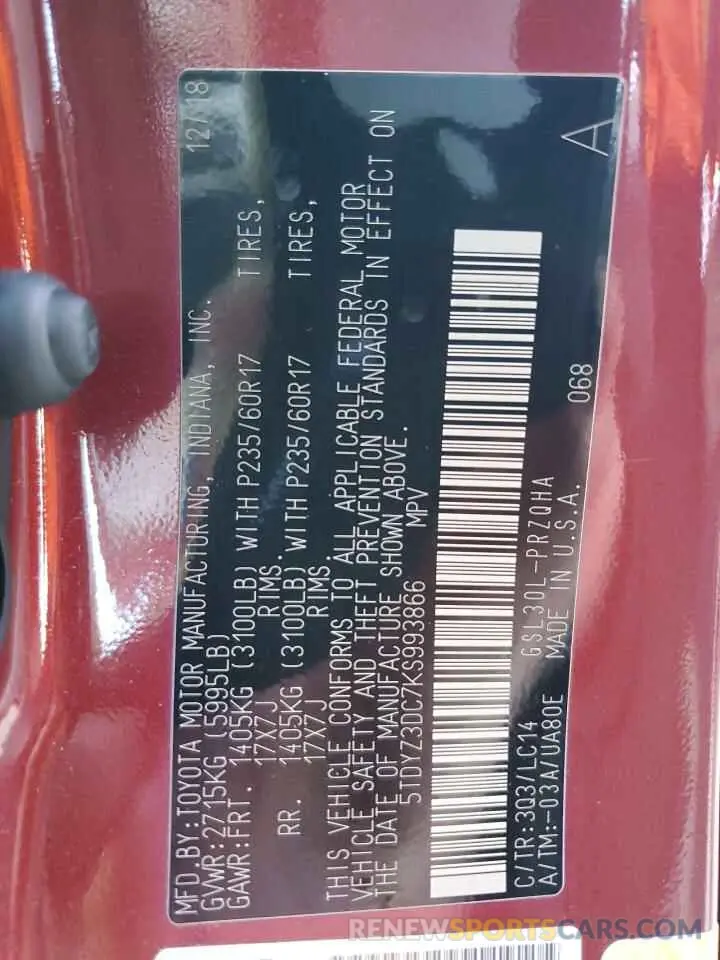 MFD.BY:TOYOTA MOTOR MANUFACTURING, INDIANA, INC. 12/18
GVWR:2715KG (5995LB)
GAWR:FRT. 1405KG (3100LB) WITH P235/60R17 TIRES,
17X7J RIMS.
RR. 1405KG (3100LB) WITH P235/60R17 TIRES,
17X7J RIMS.
THIS VEHICLE CONFORMS TO ALL APPLICABLE FEDERAL MOTOR
VEHICLE SAFETY AND THEFT PREVENTION STANDARDS IN EFFECT ON
THE DATE OF MANUFACTURE SHOWN ABOVE.
5TDYZ3DC7KS993866 MPV
C/TR:3Q3/LC14 GSL30L-PRZQHA 068 A
A/TM:-03A/UA80E MADE IN U.S.A.
RENEWSPORTSCARS.COM